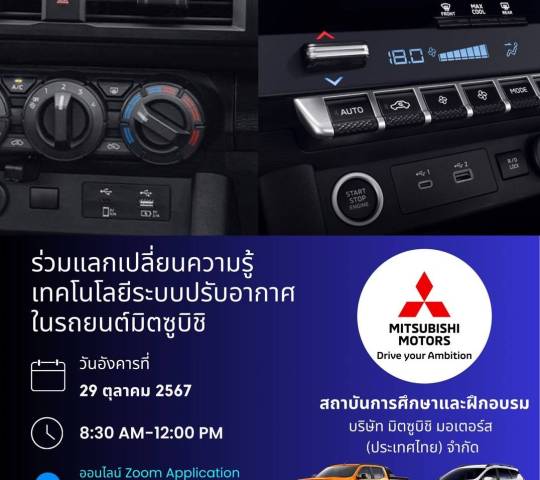 A/C
1 2 3
FRONT
MAX
COOL
REAR
18.0
AUTO
MODE
START
STOP
ENGINE
1
2
R/D
LOCK
ร่วมแลกเปลี่ยนความรู้
เทคโนโลยีระบบปรับอากาศ
ในรถยนต์มิตซูบิชิ
วันอังคารที่
29 ตุลาคม 2567
8:30 AM-12:00 PM
ออนไลน์ Zoom Application
MITSUBISHI
MOTORS
Drive your Ambition
สถาบันการศึกษาและฝึกอบรม
บริษัท มิตซูบิชิ มอเตอร์ส
(ประเทศไทย) จำกัด